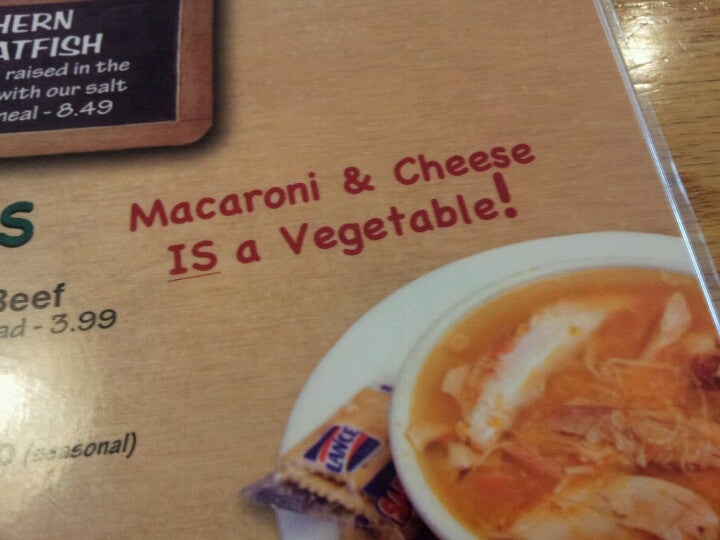 HERN
ATFISH
raised in the
with our salt
meal - 8.49
Macaroni & Cheese
IS a Vegetable!
S
Beef
ad - 3.99
(seasonal)
LANCE